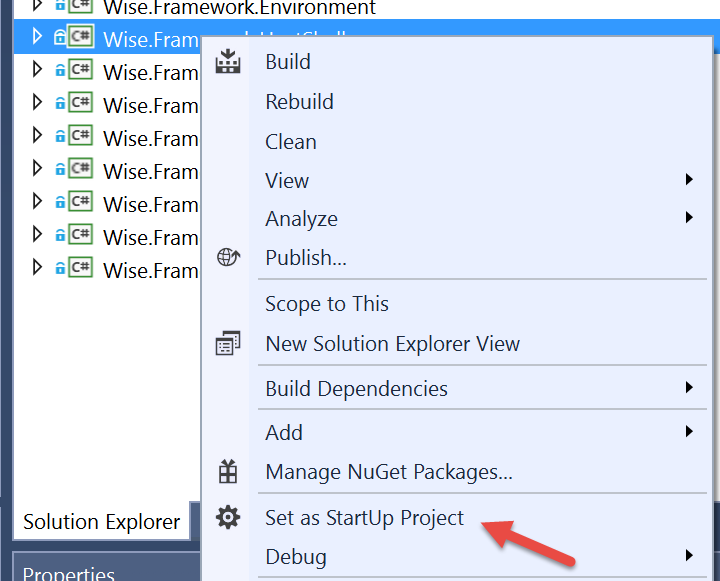 C# Wise.Framework.Environment
C# Wise.Fram
C# Wise.Fram
C# Wise.Fram
C# Wise.Fram
C# Wise.Fram
C# Wise.Fram
C# Wise.Fram
C# Wise.Fram
Build
Rebuild
Clean
View
Analyze
Publish...
Scope to This
New Solution Explorer View
Build Dependencies
Add
Manage NuGet Packages...
Set as StartUp Project
Debug
Solution Explorer
Properties